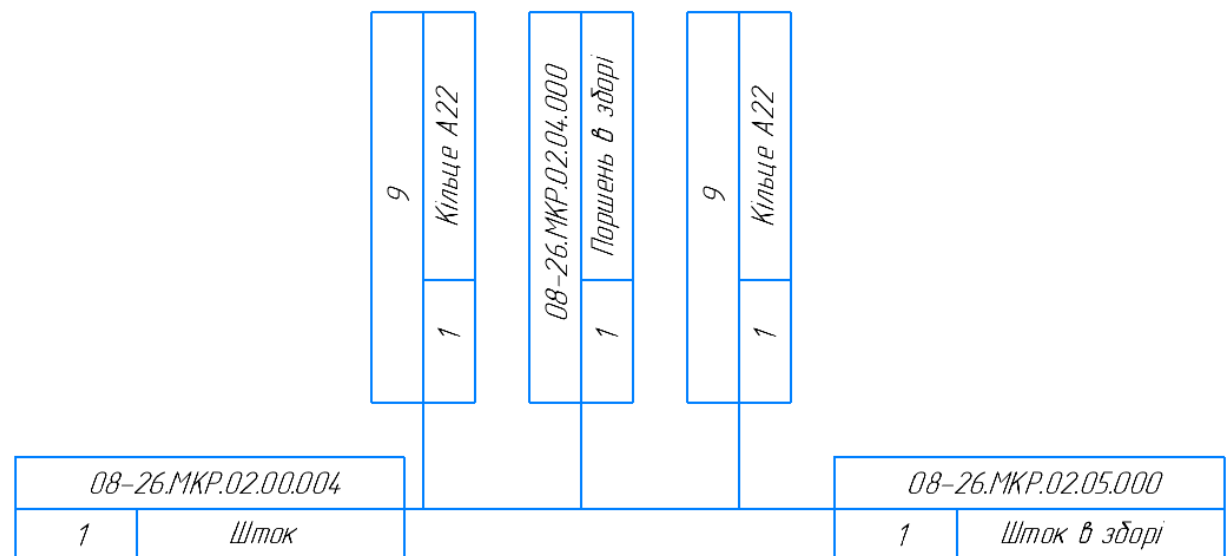 9
Кільце А22
1
08-26.МКР.02.04.000
Поршень в зборі
1
9
Кільце А22
1
08-26.МКР.02.00.004
1 Шток
08-26.МКР.02.05.000
1 Шток в зборі